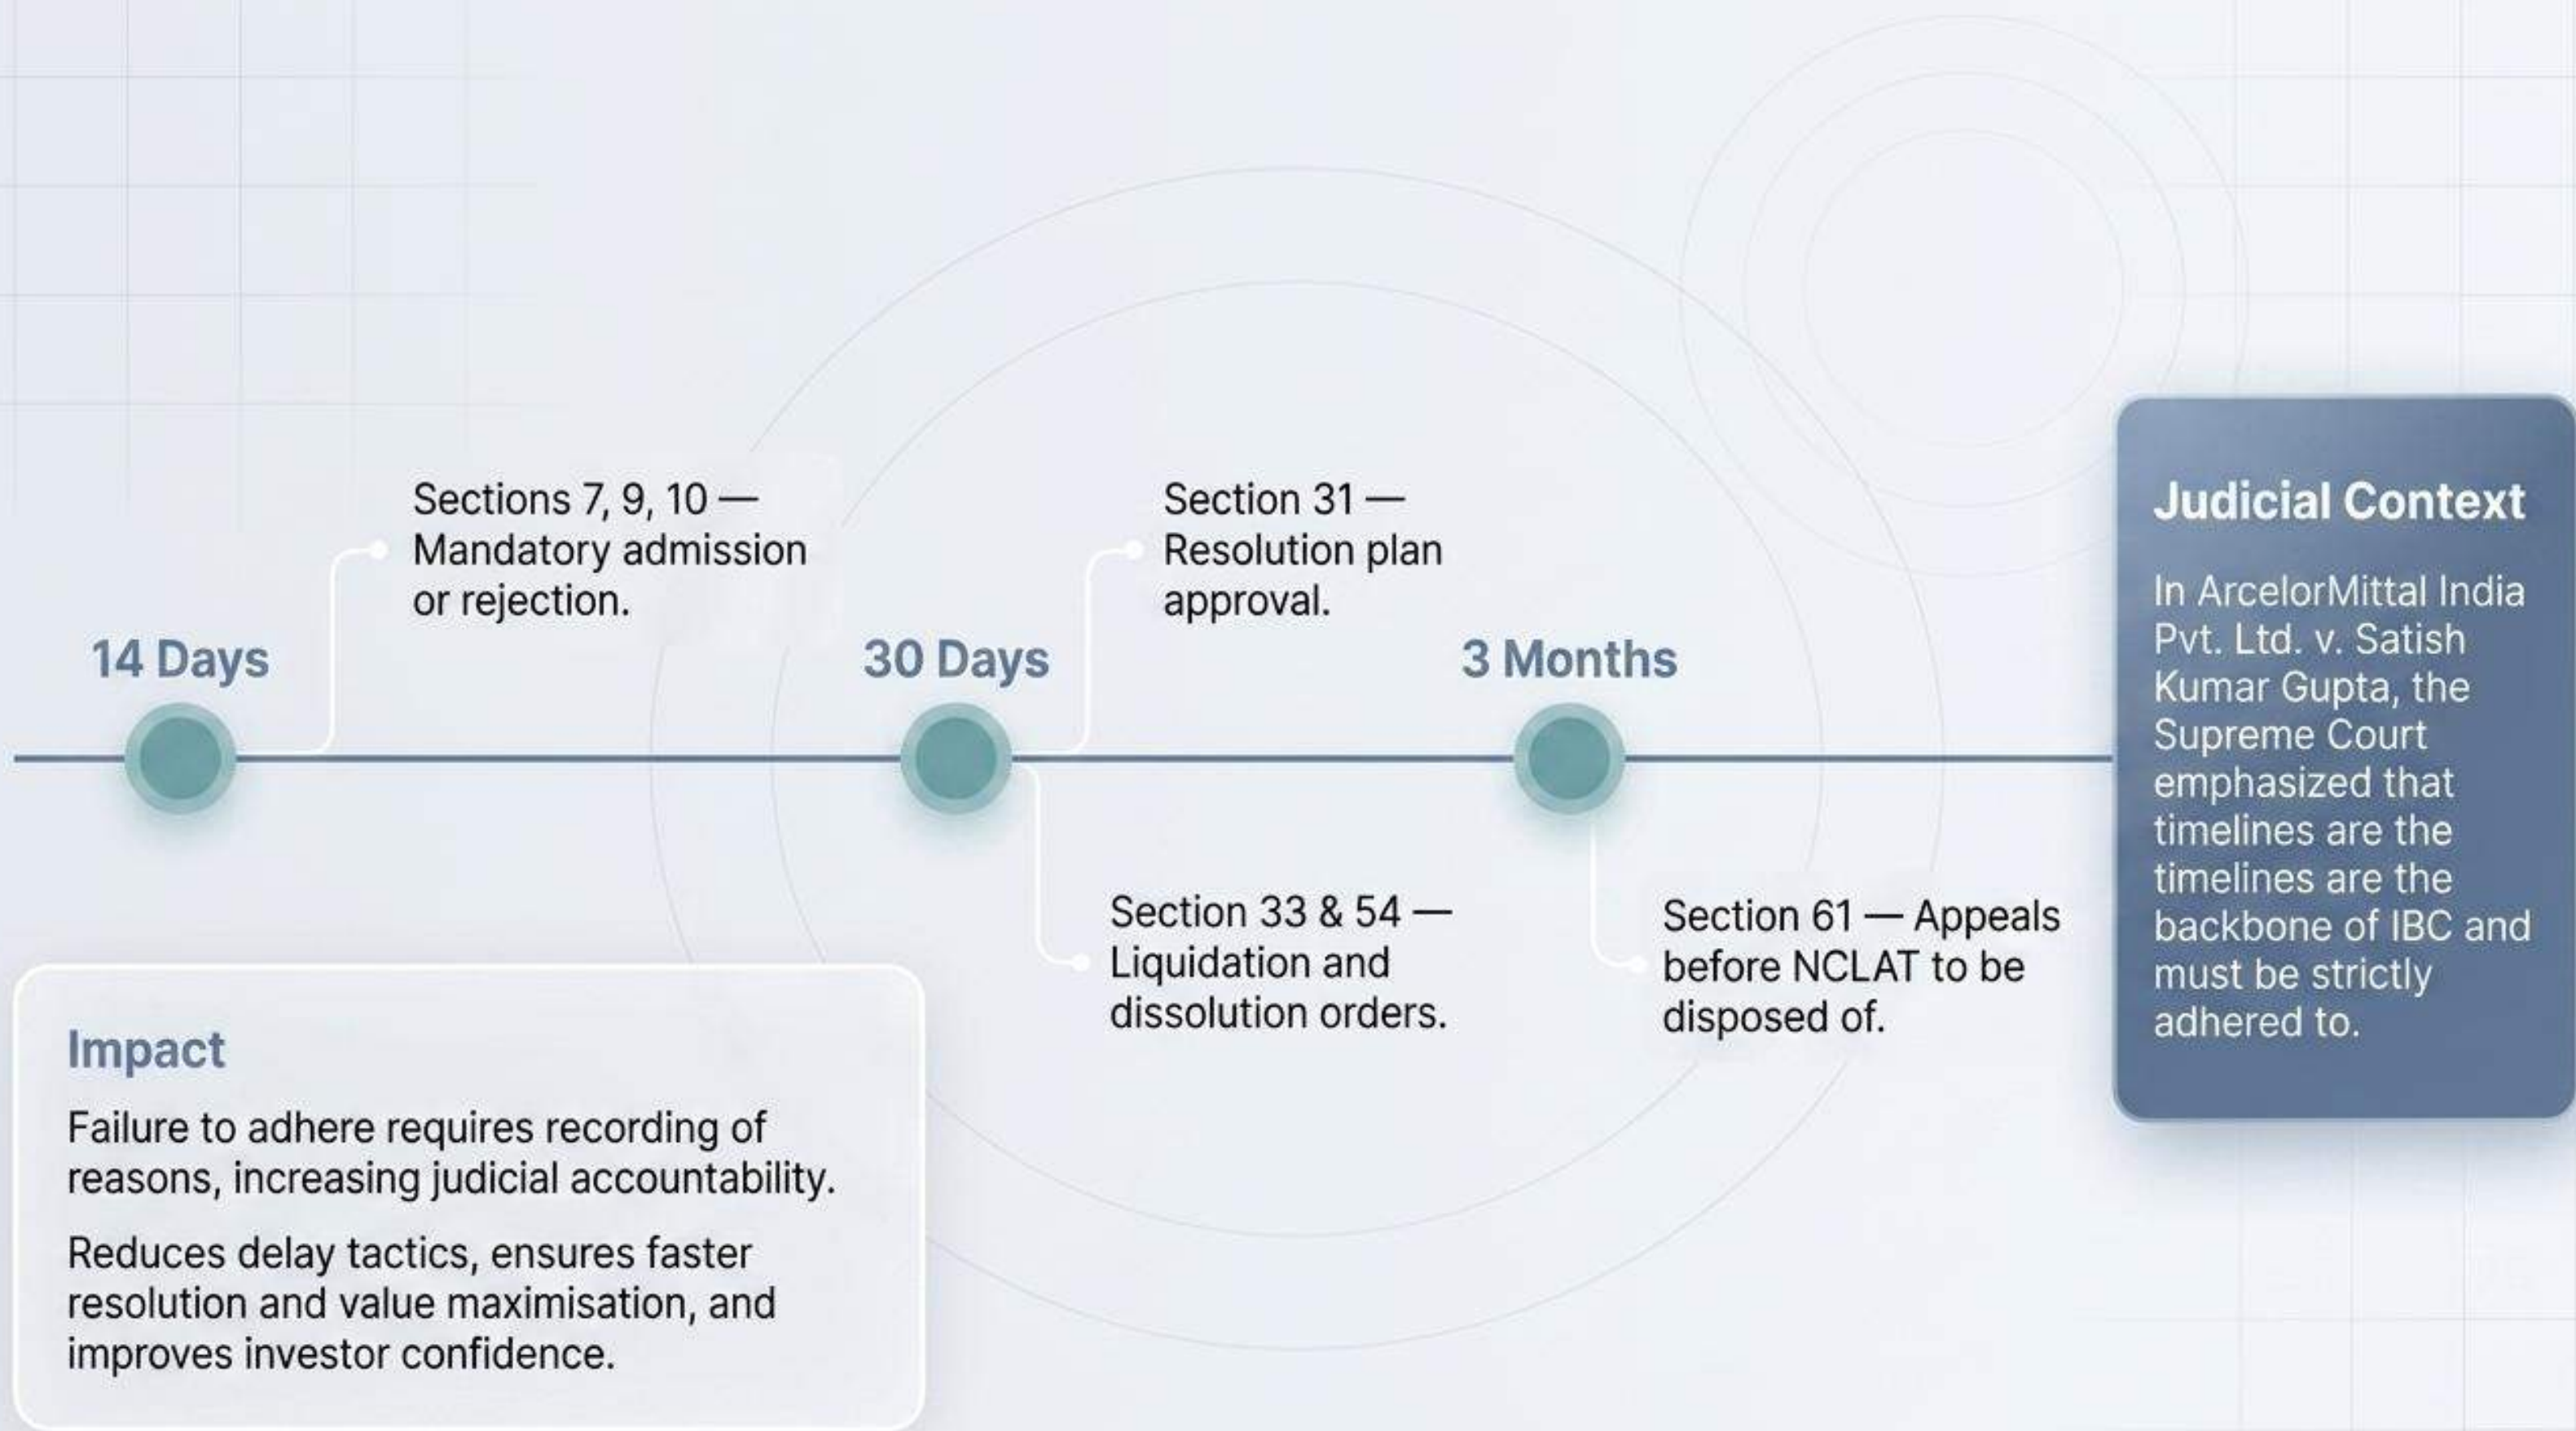 Sections 7, 9, 10 —
Mandatory admission
or rejection.
Section 31 —
Resolution plan
approval.
14 Days
30 Days
3 Months
Section 33 & 54 —
Liquidation and
dissolution orders.
Section 61 — Appeals
before NCLAT to be
disposed of.
Judicial Context
In ArcelorMittal India
Pvt. Ltd. v. Satish
Kumar Gupta, the
Supreme Court
emphasized that
timelines are the
timelines are the
backbone of IBC and
must be strictly
adhered to.
Impact
Failure to adhere requires recording of
reasons, increasing judicial accountability.
Reduces delay tactics, ensures faster
resolution and value maximisation, and
improves investor confidence.